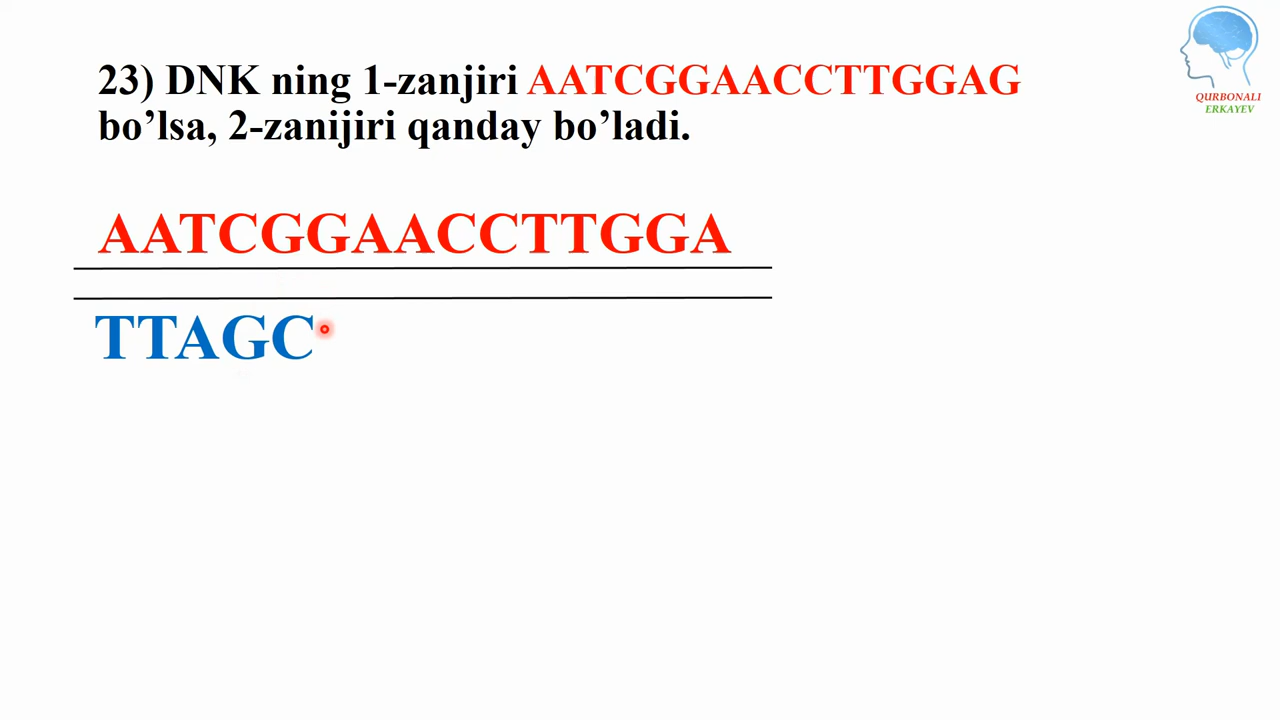 23) DNK ning 1-zanjiri AATCGGAACCTTGGAG
bo’lsa, 2-zanijiri qanday bo’ladi.
AATCGGAACCTTGGA
TTAGC
QURBONALI
ERKAYEV